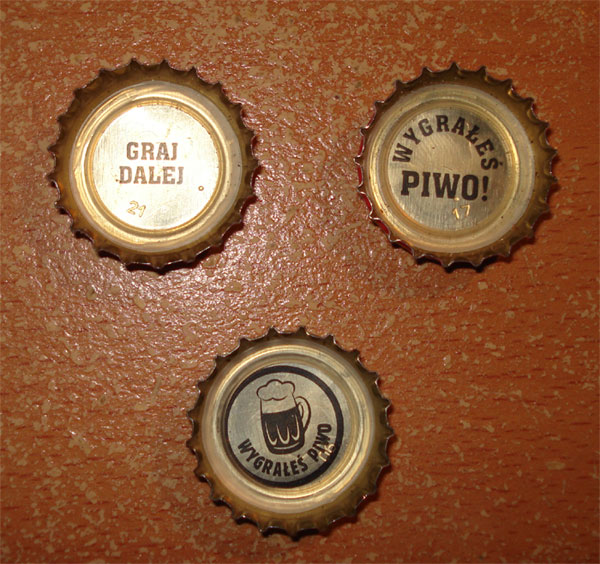 GRAJ
DALEJ
21
WYGRAŁEŚ
PIWO!
17
WYGRAŁEŚ PIWO